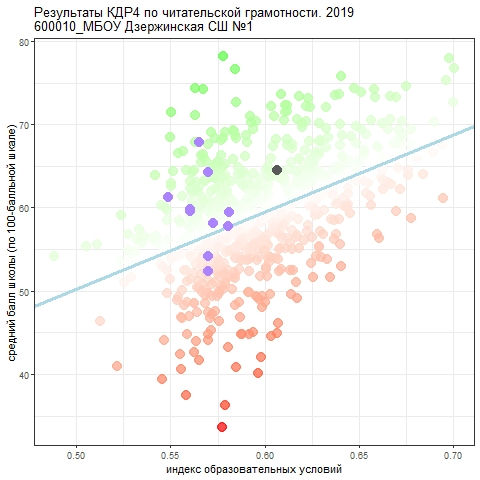 Результаты КДР4 по читательской грамотности. 2019
600010_МБОУ Дзержинская СШ №1
80
70
60
50
40
средний балл школы (по 100-балльной шкале)
0.50
0.55
0.60
0.65
0.70
индекс образовательных условий